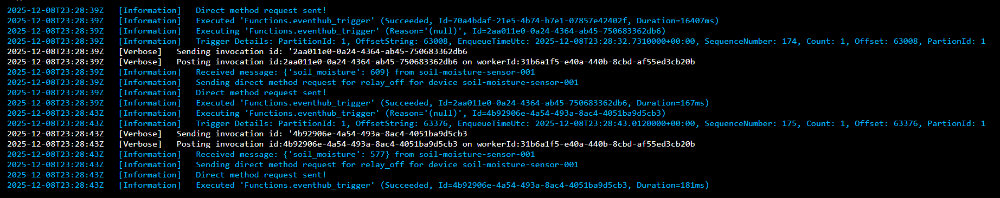 2025-12-08T23:28:39Z [Information] Direct method request sent!
2025-12-08T23:28:39Z [Information] Executed 'Functions.eventhub_trigger' (Succeeded, Id=70a4bdaf-21e5-4b74-b7e1-07857e42402f, Duration=16407ms)
2025-12-08T23:28:39Z [Information] Executing 'Functions.eventhub_trigger' (Reason='(null)', Id=2aa011e0-0a24-4364-ab45-750683362db6)
2025-12-08T23:28:39Z [Information] Trigger Details: PartitionId: 1, OffsetString: 63008, EnqueueTimeUtc: 2025-12-08T23:28:32.7310000+00:00, SequenceNumber: 174, Count: 1, Offset: 63008, PartionId: 1
2025-12-08T23:28:39Z [Verbose] Sending invocation id: '2aa011e0-0a24-4364-ab45-750683362db6
2025-12-08T23:28:39Z [Verbose] Posting invocation id:2aa011e0-0a24-4364-ab45-750683362db6 on workerId:31b6a1f5-e40a-440b-8cbd-af55ed3cb20b
2025-12-08T23:28:39Z [Information] Received message: {'soil_moisture': 609} from soil-moisture-sensor-001
2025-12-08T23:28:39Z [Information] Sending direct method request for relay_off for device soil-moisture-sensor-001
2025-12-08T23:28:39Z [Information] Direct method request sent!
2025-12-08T23:28:39Z [Information] Executed 'Functions.eventhub_trigger' (Succeeded, Id=2aa011e0-0a24-4364-ab45-750683362db6, Duration=167ms)
2025-12-08T23:28:43Z [Information] Executing 'Functions.eventhub_trigger' (Reason='(null)', Id=4b92906e-4a54-493a-8ac4-4051ba9d5cb3)
2025-12-08T23:28:43Z [Information] Trigger Details: PartitionId: 1, OffsetString: 63376, EnqueueTimeUtc: 2025-12-08T23:28:43.0120000+00:00, SequenceNumber: 175, Count: 1, Offset: 63376, PartionId: 1
2025-12-08T23:28:43Z [Verbose] Sending invocation id: '4b92906e-4a54-493a-8ac4-4051ba9d5cb3
2025-12-08T23:28:43Z [Verbose] Posting invocation id:4b92906e-4a54-493a-8ac4-4051ba9d5cb3 on workerId:31b6a1f5-e40a-440b-8cbd-af55ed3cb20b
2025-12-08T23:28:43Z [Information] Received message: {'soil_moisture': 577} from soil-moisture-sensor-001
2025-12-08T23:28:43Z [Information] Sending direct method request for relay_off for device soil-moisture-sensor-001
2025-12-08T23:28:43Z [Information] Direct method request sent!
2025-12-08T23:28:43Z [Information] Executed 'Functions.eventhub_trigger' (Succeeded, Id=4b92906e-4a54-493a-8ac4-4051ba9d5cb3, Duration=181ms)